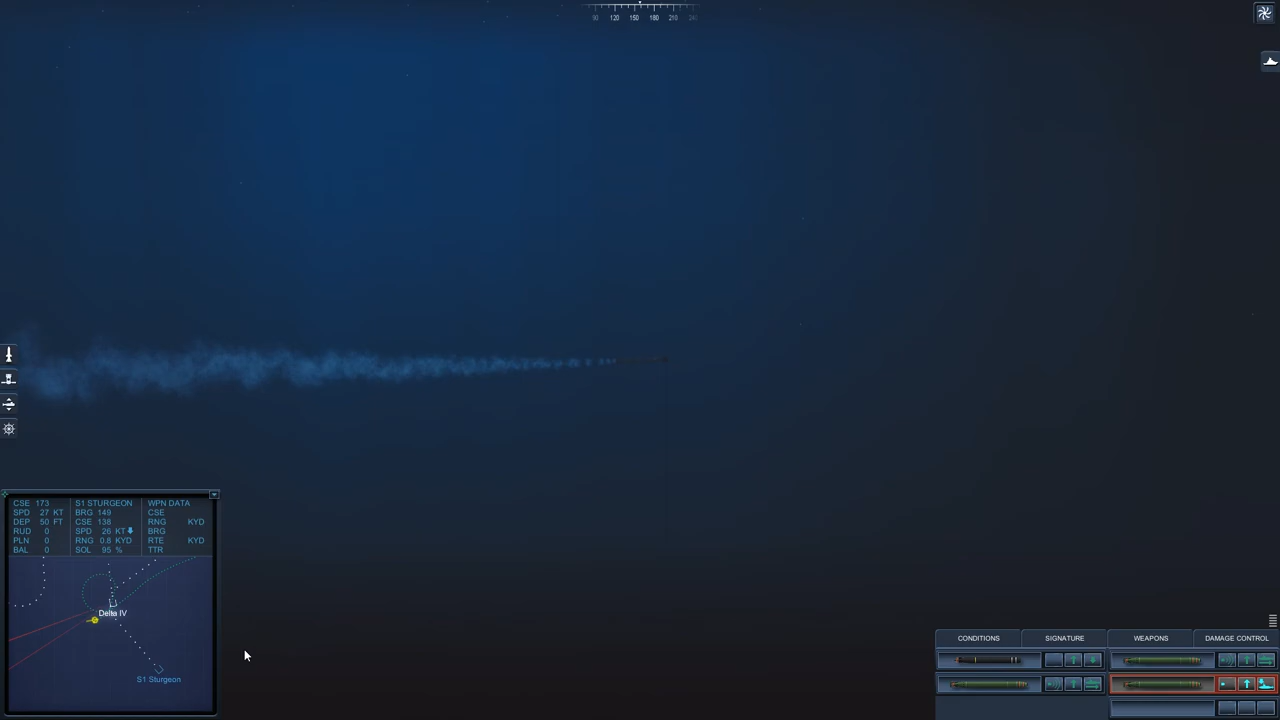 90 120 150 180 210 240
CSE 173 S1 STURGEON WPN DATA
SPD 27 KT BRG 149 CSE
DEP 50 FT CSE 138 RNG KYD
RUD 0 SPD 26 KT BRG
PLN 0 RNG 0.8 KYD RTE KYD
BAL 0 SOL 95 % TTR
Delta IV
S1 Sturgeon
CONDITIONS SIGNATURE WEAPONS DAMAGE CONTROL